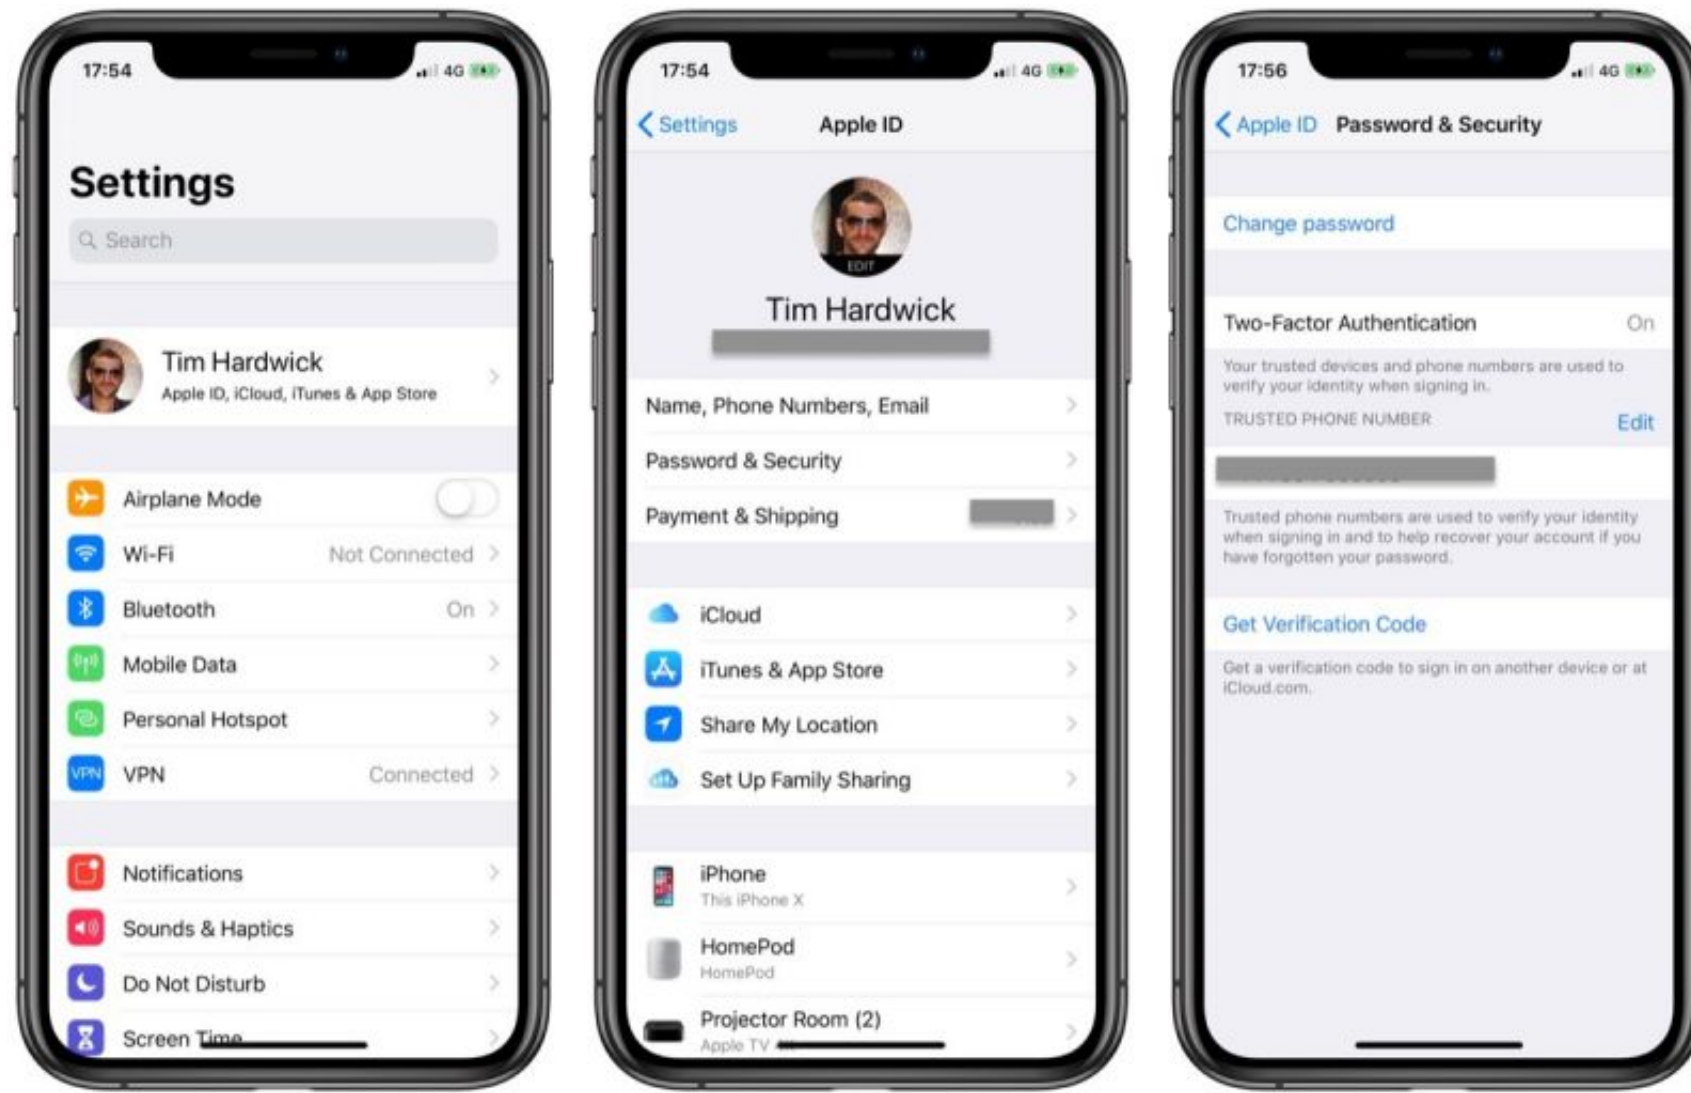 17:54
4G
Settings
Search
Tim Hardwick
Apple ID, iCloud, iTunes & App Store
Airplane Mode
Wi-Fi Not Connected
Bluetooth On
Mobile Data
Personal Hotspot
VPN VPN Connected
Notifications
Sounds & Haptics
Do Not Disturb
Screen Time
17:54
4G
Settings Apple ID
EDIT
Tim Hardwick
Name, Phone Numbers, Email
Password & Security
Payment & Shipping
iCloud
iTunes & App Store
Share My Location
Set Up Family Sharing
iPhone
This iPhone X
HomePod
HomePod
Projector Room (2)
Apple TV
17:56
4G
Apple ID Password & Security
Change password
Two-Factor Authentication On
Your trusted devices and phone numbers are used to
verify your identity when signing in.
TRUSTED PHONE NUMBER Edit
Trusted phone numbers are used to verify your identity
when signing in and to help recover your account if you
have forgotten your password.
Get Verification Code
Get a verification code to sign in on another device or at
iCloud.com.